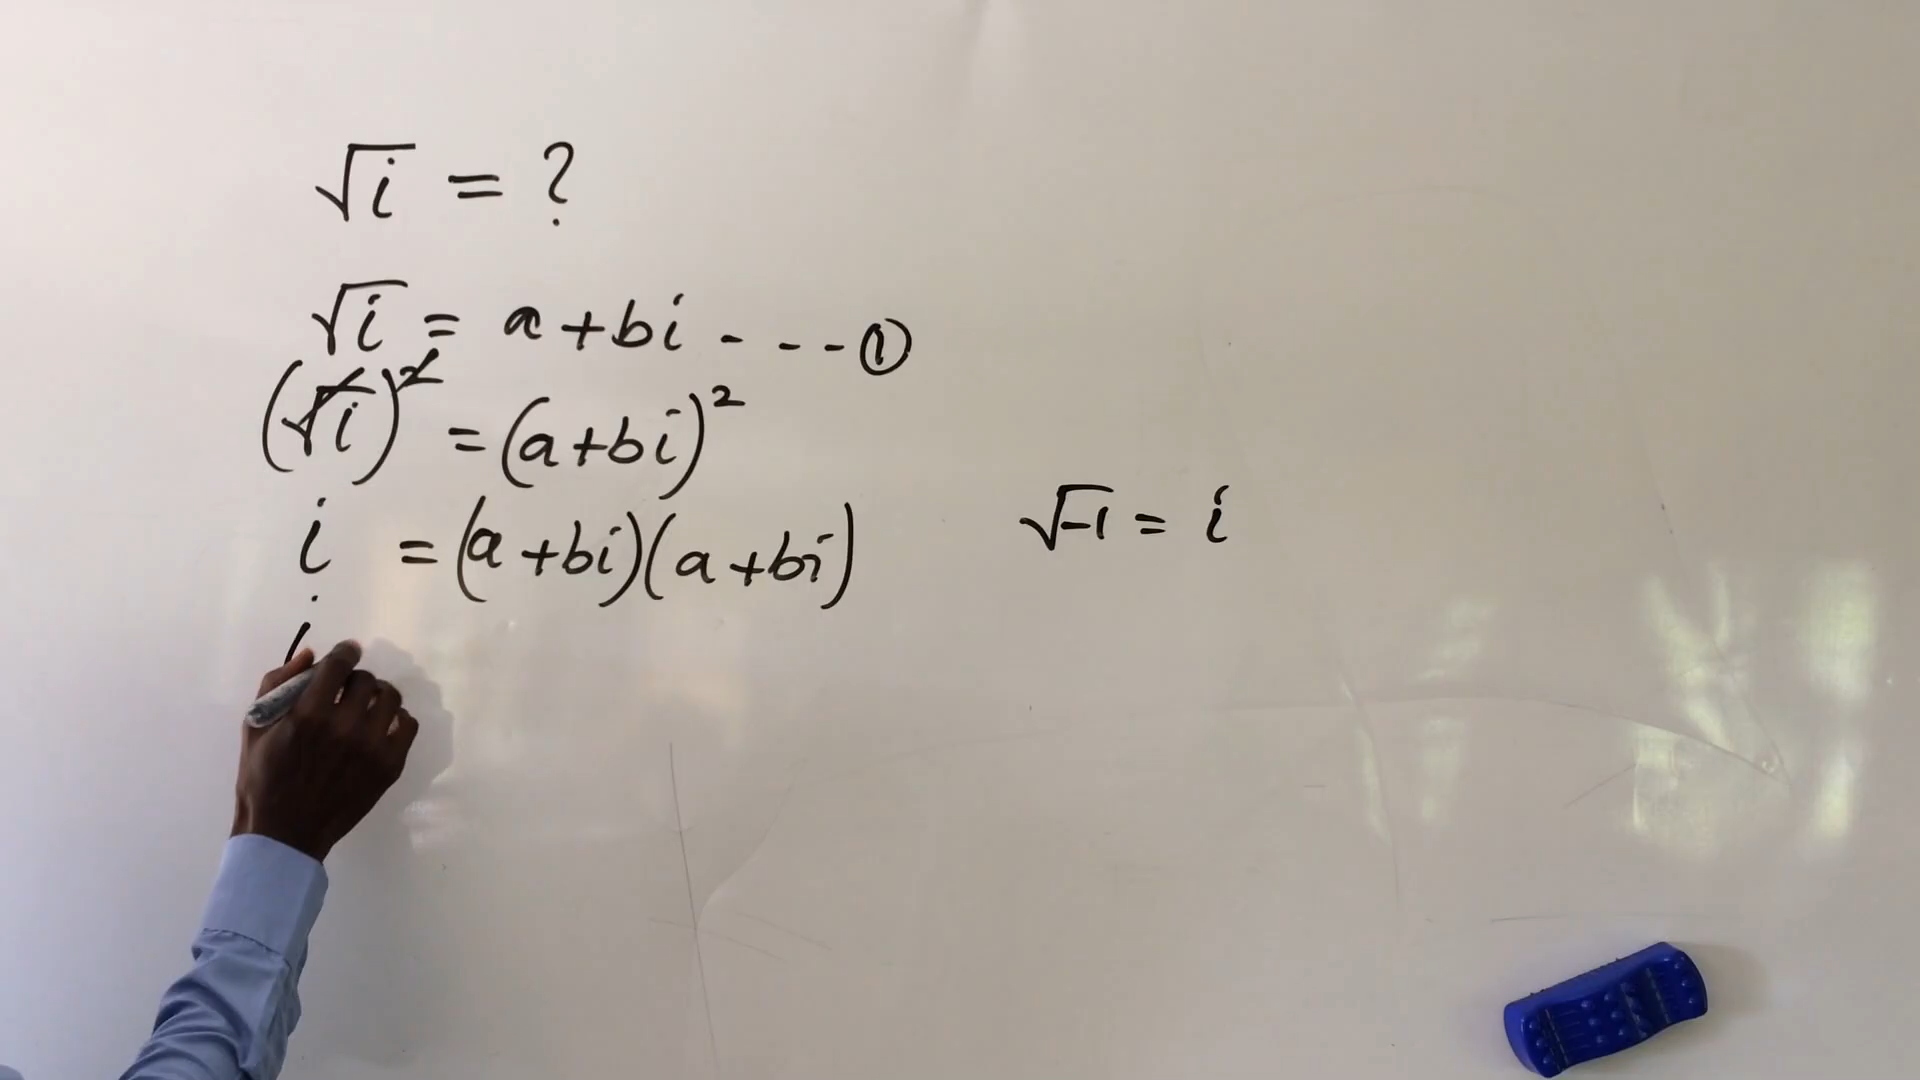 √i = ?
√i = a + bi - - - ①
(√i)² = (a+bi)²
i = (a+bi)(a+bi)
√-1 = i
i